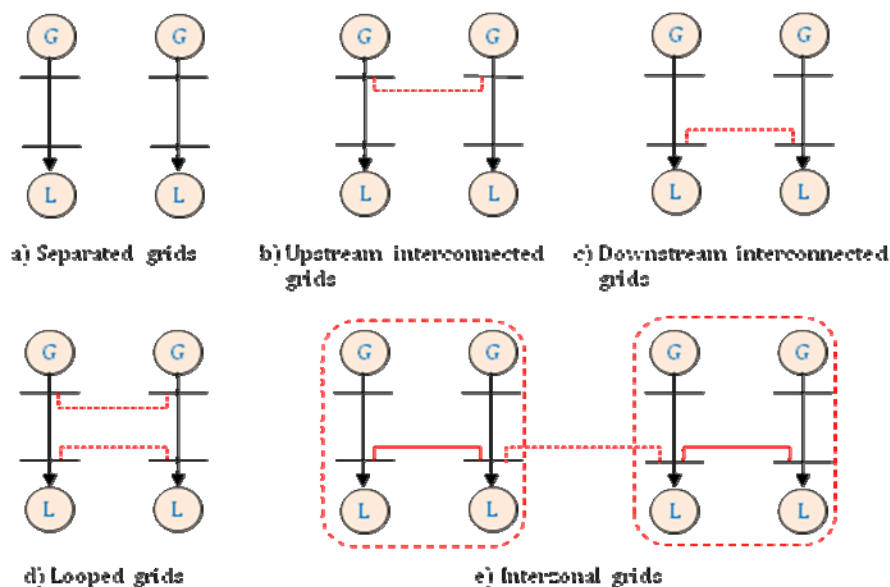 G G G G G G
L L L L L L
a) Separated grids
b) Upstream interconnected
grids
c) Downstream interconnected
grids
G G G G G G
L L L L L L
d) Looped grids
e) Interzonal grids